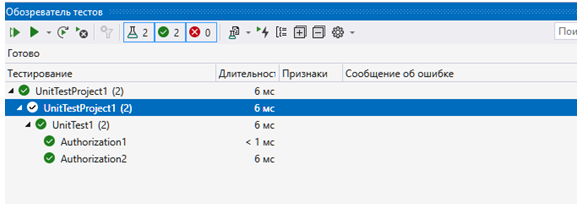 Обозреватель тестов
2 2 0 Пои
Готово
Тестирование Длительност Признаки Сообщение об ошибке
UnitTestProject1 (2) 6 мс
UnitTestProject1 (2) 6 мс
UnitTest1 (2) 6 мс
Authorization1 < 1 мс
Authorization2 6 мс